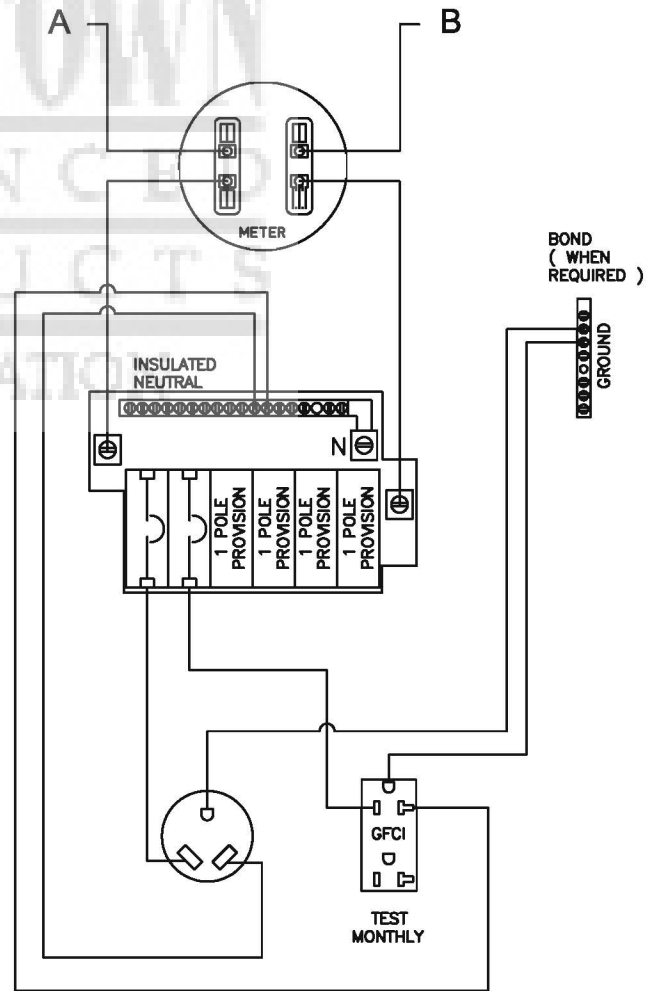 A
B
METER
BOND
( WHEN
REQUIRED )
GROUND
INSULATED
NEUTRAL
N
1 POLE
PROVISION
1 POLE
PROVISION
1 POLE
PROVISION
1 POLE
PROVISION
GFCI
TEST
MONTHLY